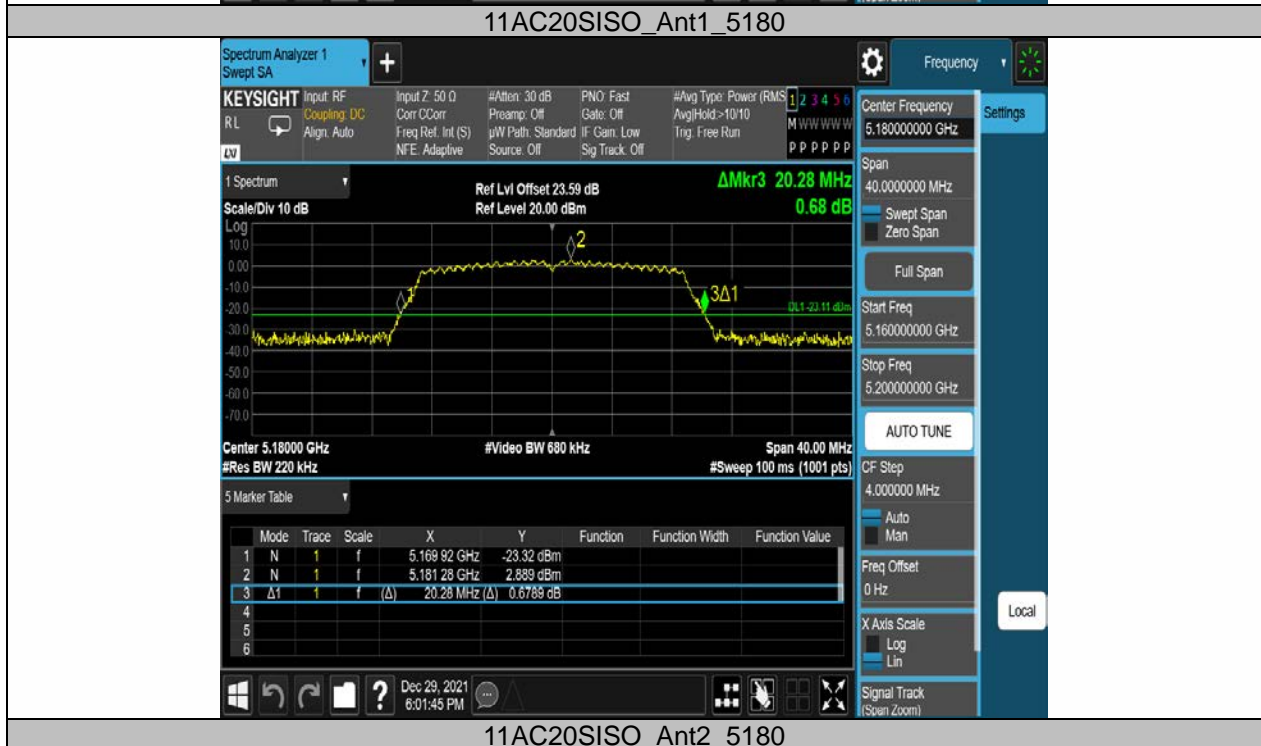 (Span Zoom)
11AC20SISO_Ant1_5180
Spectrum Analyzer 1
Swept SA
Frequency
KEYSIGHT
RL
LXI
Input: RF
Coupling: DC
Align: Auto
Input Z: 50 Ω
Corr CCorr
Freq Ref: Int (S)
NFE: Adaptive
#Atten: 30 dB
Preamp: Off
µW Path: Standard
Source: Off
PNO: Fast
Gate: Off
IF Gain: Low
Sig Track: Off
#Avg Type: Power (RMS
Avg|Hold:>10/10
Trig: Free Run
1 2 3 4 5 6
M W W W W W
P P P P P P
1 Spectrum
Scale/Div 10 dB
Ref Lvl Offset 23.59 dB
Ref Level 20.00 dBm
ΔMkr3 20.28 MHz
0.68 dB
Log
10.0
0.00
-10.0
-20.0
-30.0
-40.0
-50.0
-60.0
-70.0
1
2
3Δ1
DL1 -23.11 dBm
Center 5.18000 GHz
#Video BW 680 kHz
Span 40.00 MHz
#Res BW 220 kHz
#Sweep 100 ms (1001 pts)
5 Marker Table
Mode Trace Scale X Y Function Function Width Function Value
1 N 1 f 5.169 92 GHz -23.32 dBm
2 N 1 f 5.181 28 GHz 2.889 dBm
3 Δ1 1 f (Δ) 20.28 MHz (Δ) 0.6789 dB
4
5
6
Dec 29, 2021
6:01:45 PM
Center Frequency
5.180000000 GHz
Settings
Span
40.0000000 MHz
Swept Span
Zero Span
Full Span
Start Freq
5.160000000 GHz
Stop Freq
5.200000000 GHz
AUTO TUNE
CF Step
4.000000 MHz
Auto
Man
Freq Offset
0 Hz
X Axis Scale
Log
Lin
Local
Signal Track
(Span Zoom)
11AC20SISO_Ant2_5180